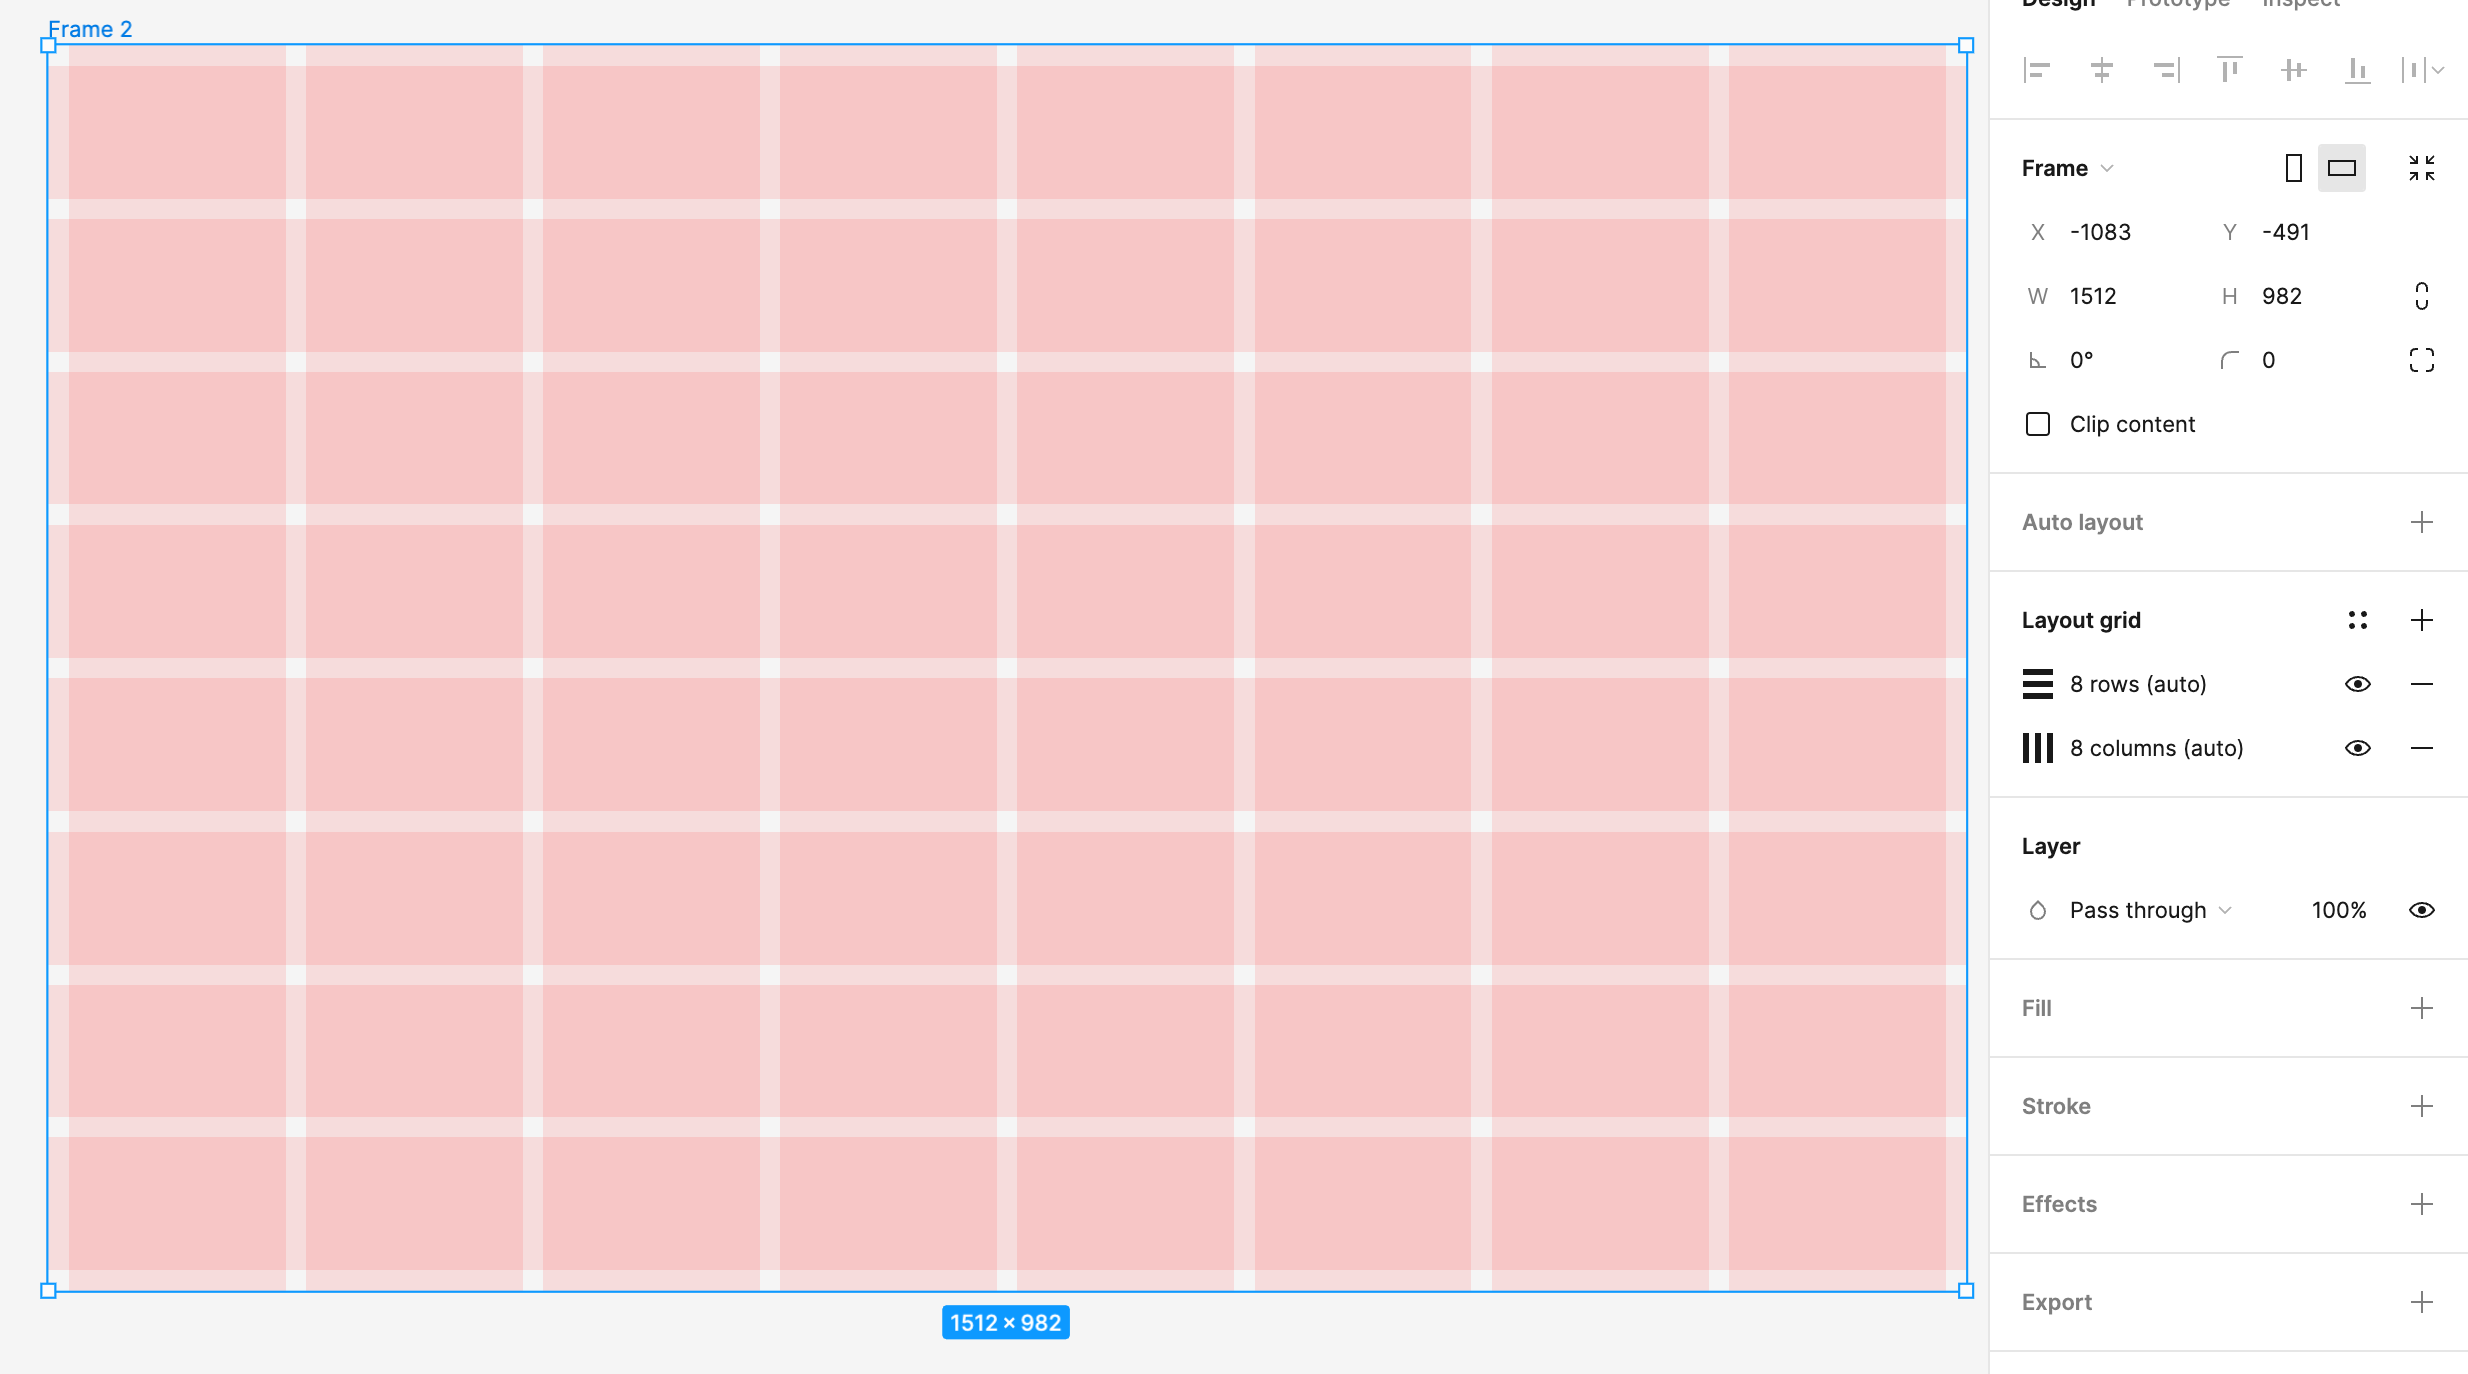 Frame 2
1512 × 982
Design Prototype Inspect
Frame
X -1083 Y -491
W 1512 H 982
0° 0
Clip content
Auto layout
Layout grid
8 rows (auto)
8 columns (auto)
Layer
Pass through 100%
Fill
Stroke
Effects
Export